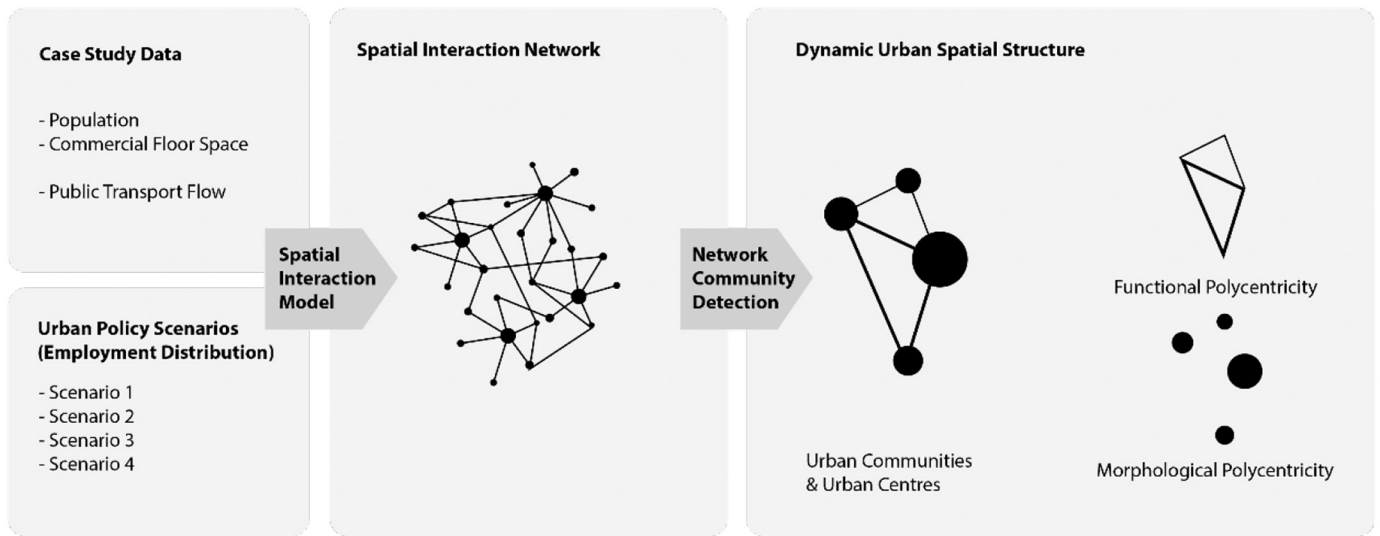 Case Study Data
- Population
- Commercial Floor Space
- Public Transport Flow
Urban Policy Scenarios
(Employment Distribution)
- Scenario 1
- Scenario 2
- Scenario 3
- Scenario 4
Spatial
Interaction
Model
Spatial Interaction Network
Network
Community
Detection
Dynamic Urban Spatial Structure
Urban Communities
& Urban Centres
Functional Polycentricity
Morphological Polycentricity